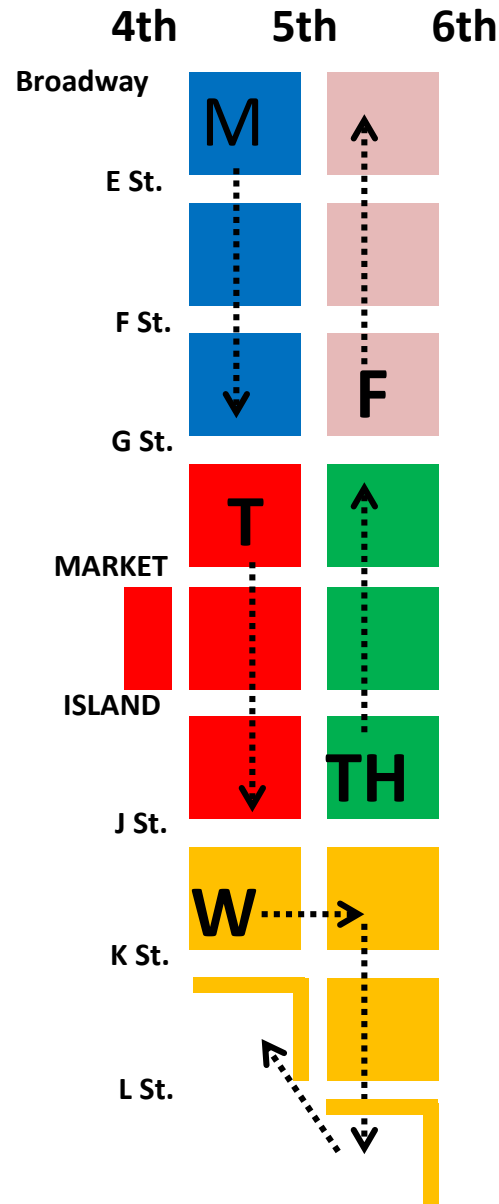 4th 5th 6th
Broadway
M
E St.
F St.
F
G St.
T
MARKET
ISLAND
TH
J St.
W
K St.
L St.